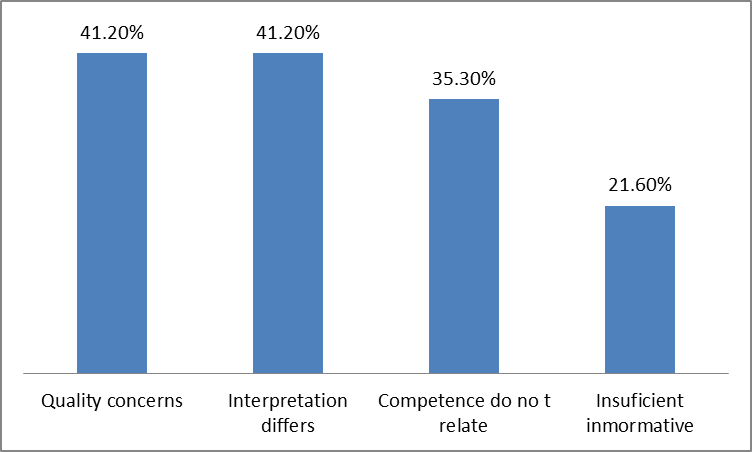 41.20%
41.20%
35.30%
21.60%
Quality concerns
Interpretation
differs
Competence do no t
relate
Insuficient
inmormative